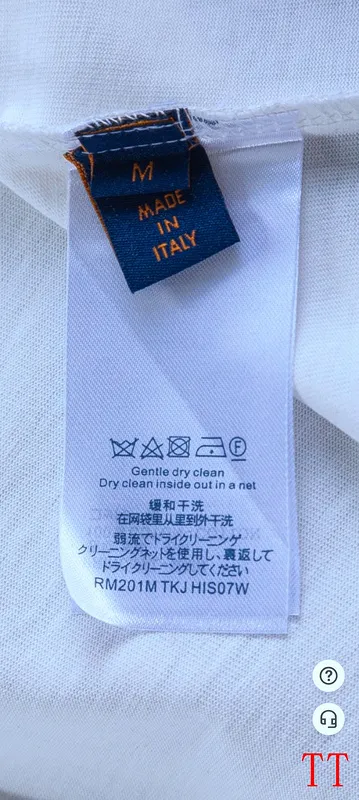 M
MADE
IN
ITALY
F
Gentle dry clean
Dry clean inside out in a net
缓和干洗
在网袋里从里到外干洗
弱流でドライクリーニング
クリーニングネットを使用し、裏返して
ドライクリーニングしてください
RM201M TKJ HIS07W
?
TT